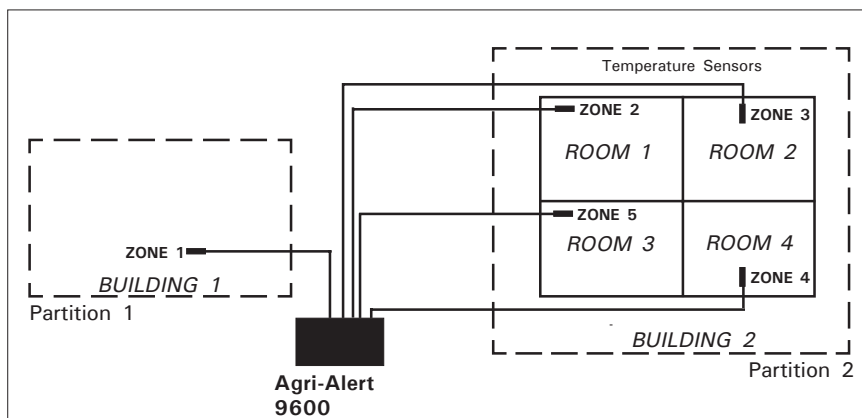 Temperature Sensors
ZONE 2
ZONE 3
ROOM 1
ROOM 2
ZONE 5
ROOM 3
ROOM 4
ZONE 4
ZONE 1
BUILDING 1
Partition 1
BUILDING 2
Partition 2
Agri-Alert
9600